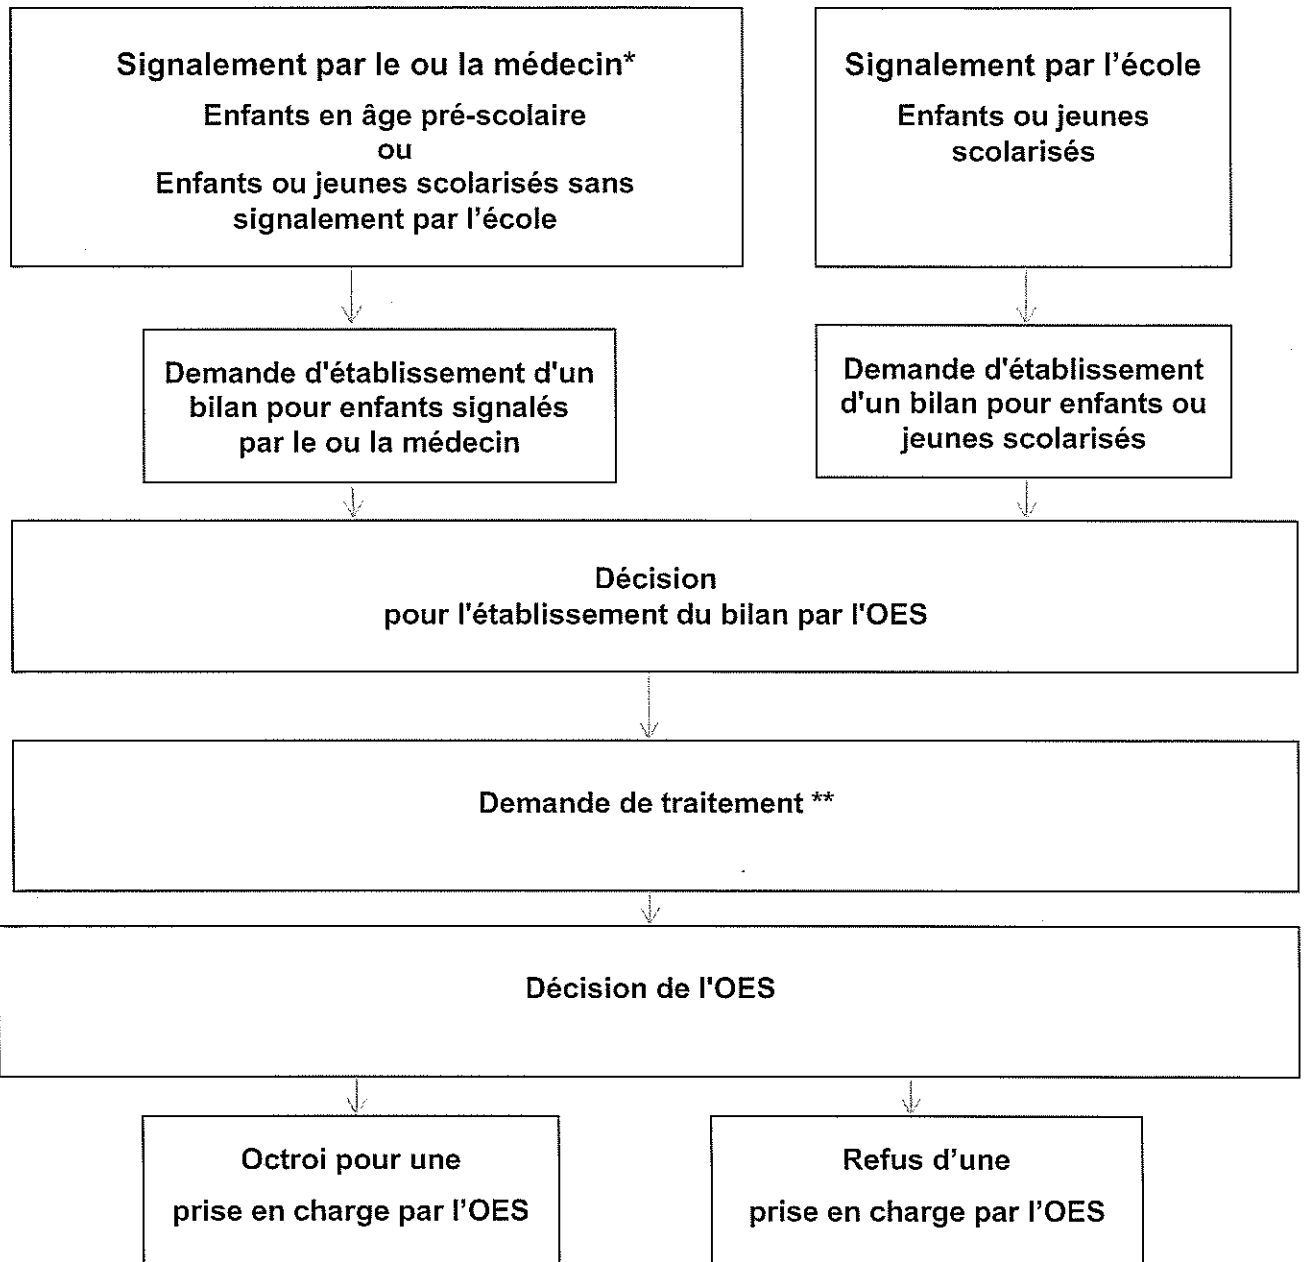 Signalement par le ou la médecin*
Enfants en âge pré-scolaire
ou
Enfants ou jeunes scolarisés sans
signalement par l’école
Signalement par l’école
Enfants ou jeunes
scolarisés
Demande d'établissement d'un
bilan pour enfants signalés
par le ou la médecin
Demande d'établissement
d'un bilan pour enfants ou
jeunes scolarisés
Décision
pour l'établissement du bilan par l'OES
Demande de traitement **
Décision de l'OES
Octroi pour une
prise en charge par l’OES
Refus d’une
prise en charge par l’OES